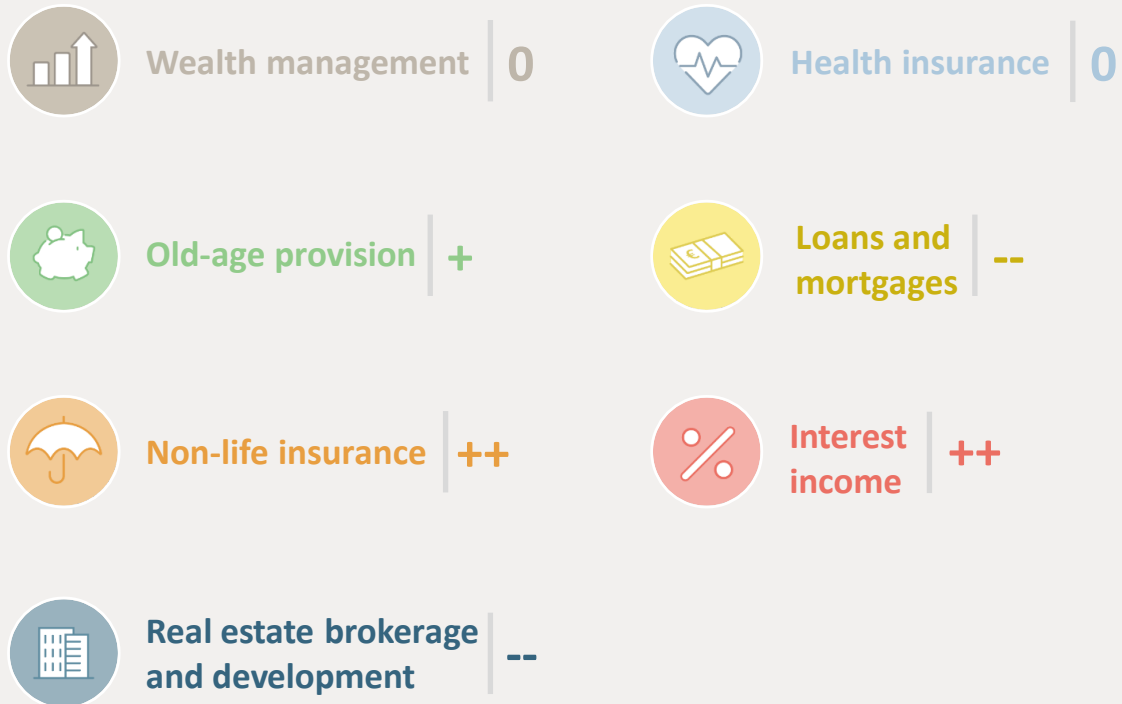 Wealth management 0
Health insurance 0
Old-age provision +
Loans and
mortgages --
€
Non-life insurance ++
Interest
income ++
Real estate brokerage
and development --